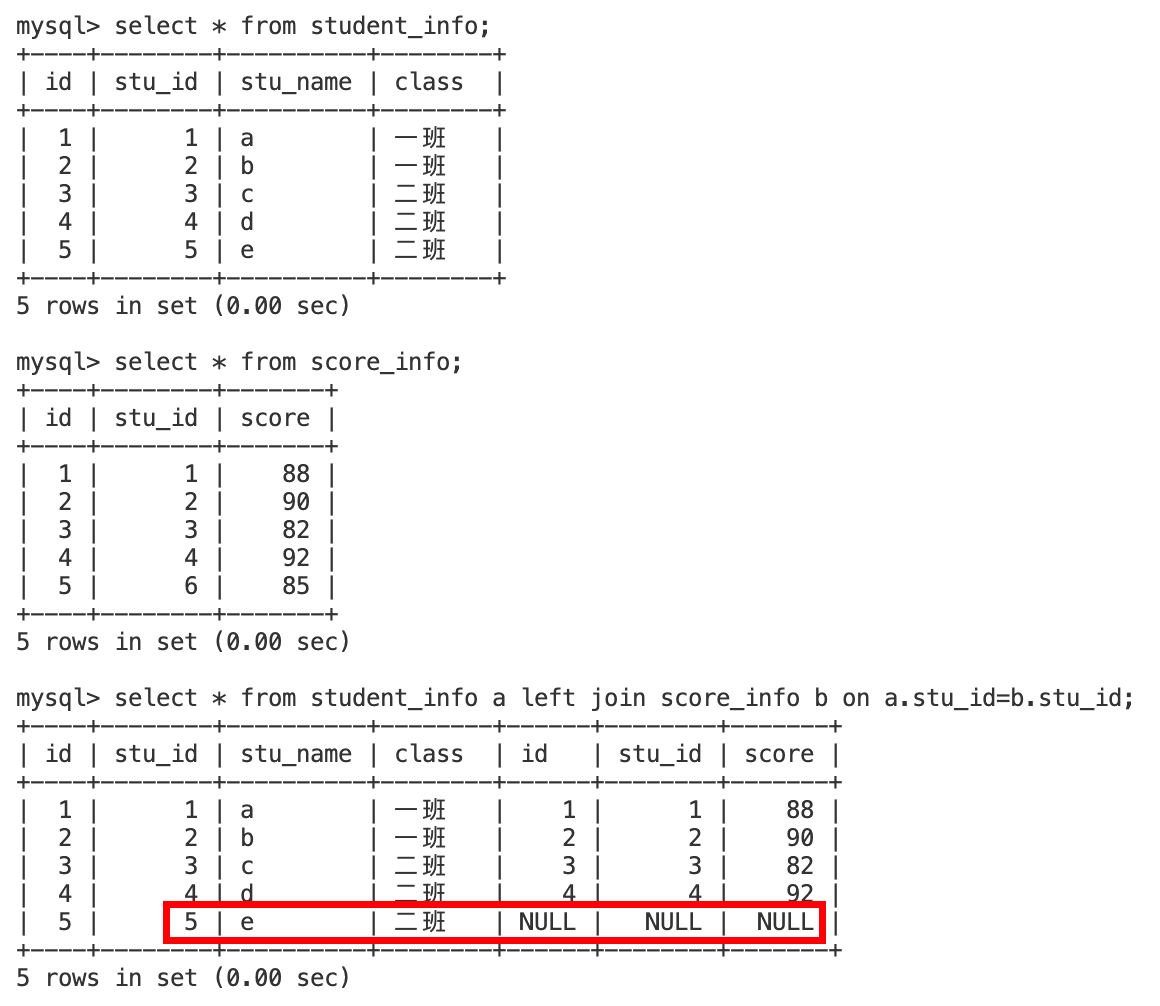 mysql> select * from student_info;
+----+--------+----------+--------+
| id | stu_id | stu_name | class  |
+----+--------+----------+--------+
|  1 |      1 | a        | 一班   |
|  2 |      2 | b        | 一班   |
|  3 |      3 | c        | 二班   |
|  4 |      4 | d        | 二班   |
|  5 |      5 | e        | 二班   |
+----+--------+----------+--------+
5 rows in set (0.00 sec)
mysql> select * from score_info;
+----+--------+-------+
| id | stu_id | score |
+----+--------+-------+
|  1 |      1 |    88 |
|  2 |      2 |    90 |
|  3 |      3 |    82 |
|  4 |      4 |    92 |
|  5 |      6 |    85 |
+----+--------+-------+
5 rows in set (0.00 sec)
mysql> select * from student_info a left join score_info b on a.stu_id=b.stu_id;
+----+--------+----------+--------+------+--------+-------+
| id | stu_id | stu_name | class  | id   | stu_id | score |
+----+--------+----------+--------+------+--------+-------+
|  1 |      1 | a        | 一班   |    1 |      1 |    88 |
|  2 |      2 | b        | 一班   |    2 |      2 |    90 |
|  3 |      3 | c        | 二班   |    3 |      3 |    82 |
|  4 |      4 | d        | 二班   |    4 |      4 |    92 |
|  5 |      5 | e        | 二班   | NULL |   NULL |  NULL |
+----+--------+----------+--------+------+--------+-------+
5 rows in set (0.00 sec)